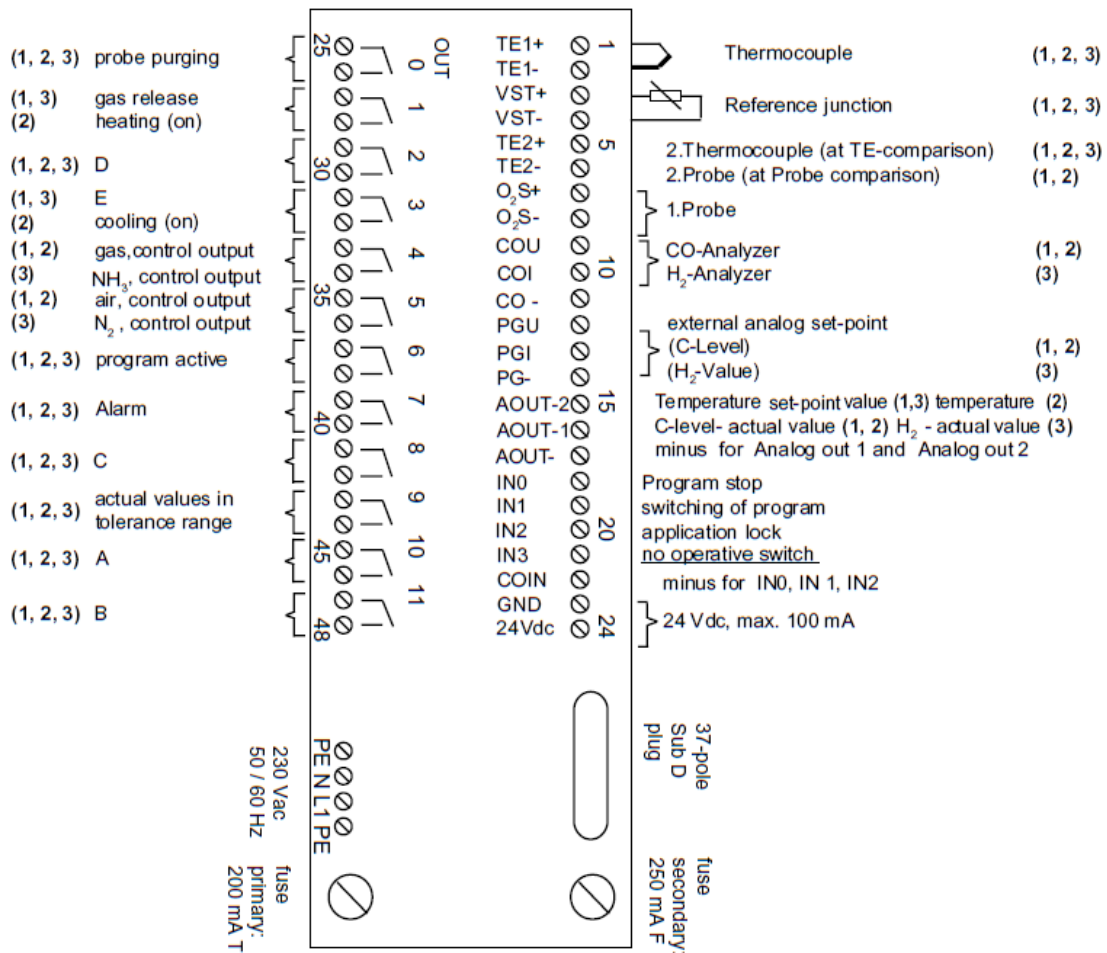 (1, 2, 3) probe purging
(1, 3) gas release
(2) heating (on)
(1, 2, 3) D
(1, 3) E
(2) cooling (on)
(1, 2) gas,control output
(3) NH₃, control output
(1, 2) air, control output
(3) N₂ , control output
(1, 2, 3) program active
(1, 2, 3) Alarm
(1, 2, 3) C
(1, 2, 3) actual values in
tolerance range
(1, 2, 3) A
(1, 2, 3) B
25
30
35
40
45
48
OUT
0
1
2
3
4
5
6
7
8
9
10
11
TE1+
TE1-
VST+
VST-
TE2+
TE2-
O₂S+
O₂S-
COU
COI
CO -
PGU
PGI
PG-
AOUT-2
AOUT-1
AOUT-
IN0
IN1
IN2
IN3
COIN
GND
24Vdc
1
5
10
15
20
24
Thermocouple (1, 2, 3)
Reference junction (1, 2, 3)
2.Thermocouple (at TE-comparison) (1, 2, 3)
2.Probe (at Probe comparison) (1, 2)
1.Probe
CO-Analyzer (1, 2)
H₂-Analyzer (3)
external analog set-point
(C-Level) (1, 2)
(H₂-Value) (3)
Temperature set-point value (1,3) temperature (2)
C-level- actual value (1, 2) H₂ - actual value (3)
minus for Analog out 1 and Analog out 2
Program stop
switching of program
application lock
no operative switch
minus for IN0, IN 1, IN2
24 Vdc, max. 100 mA
PE N L1 PE
230 Vac
50 / 60 Hz
fuse
primary:
200 mA T
37-pole
Sub D
plug
fuse
secondary:
250 mA F